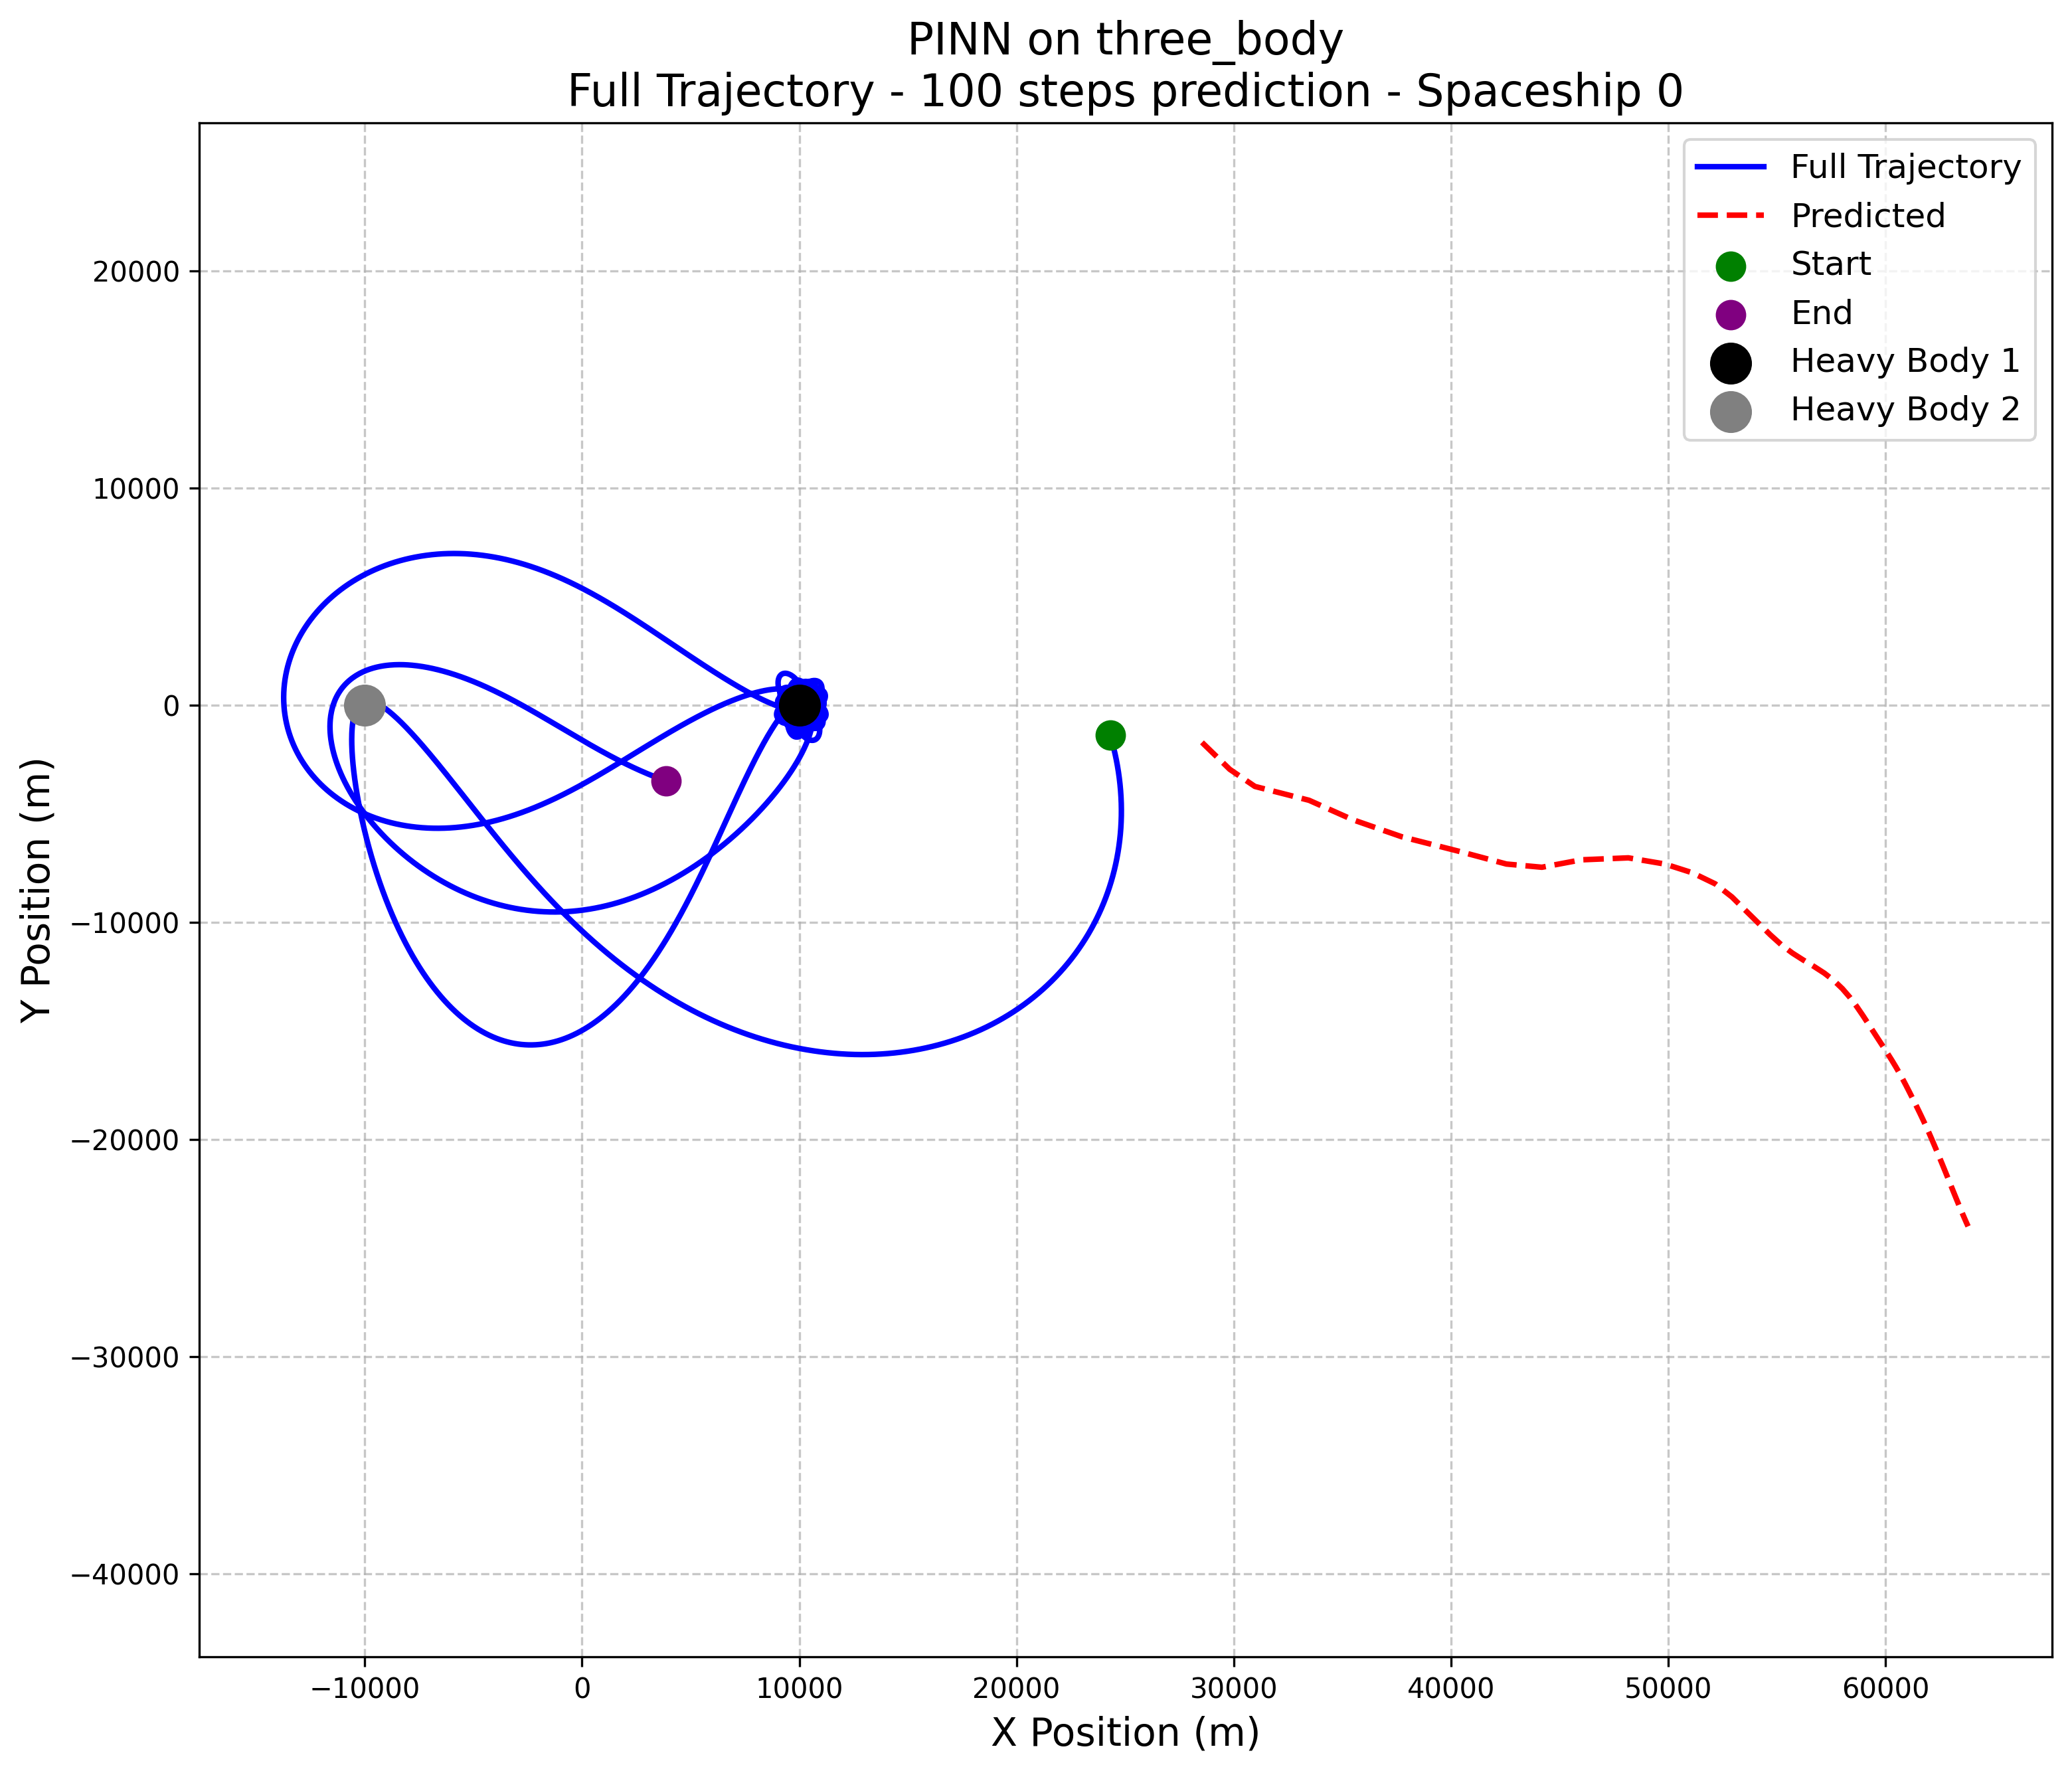 PINN on three_body
Full Trajectory - 100 steps prediction - Spaceship 0
Full Trajectory
Predicted
Start
End
Heavy Body 1
Heavy Body 2
20000
10000
0
−10000
−20000
−30000
−40000
Y Position (m)
−10000 0 10000 20000 30000 40000 50000 60000
X Position (m)